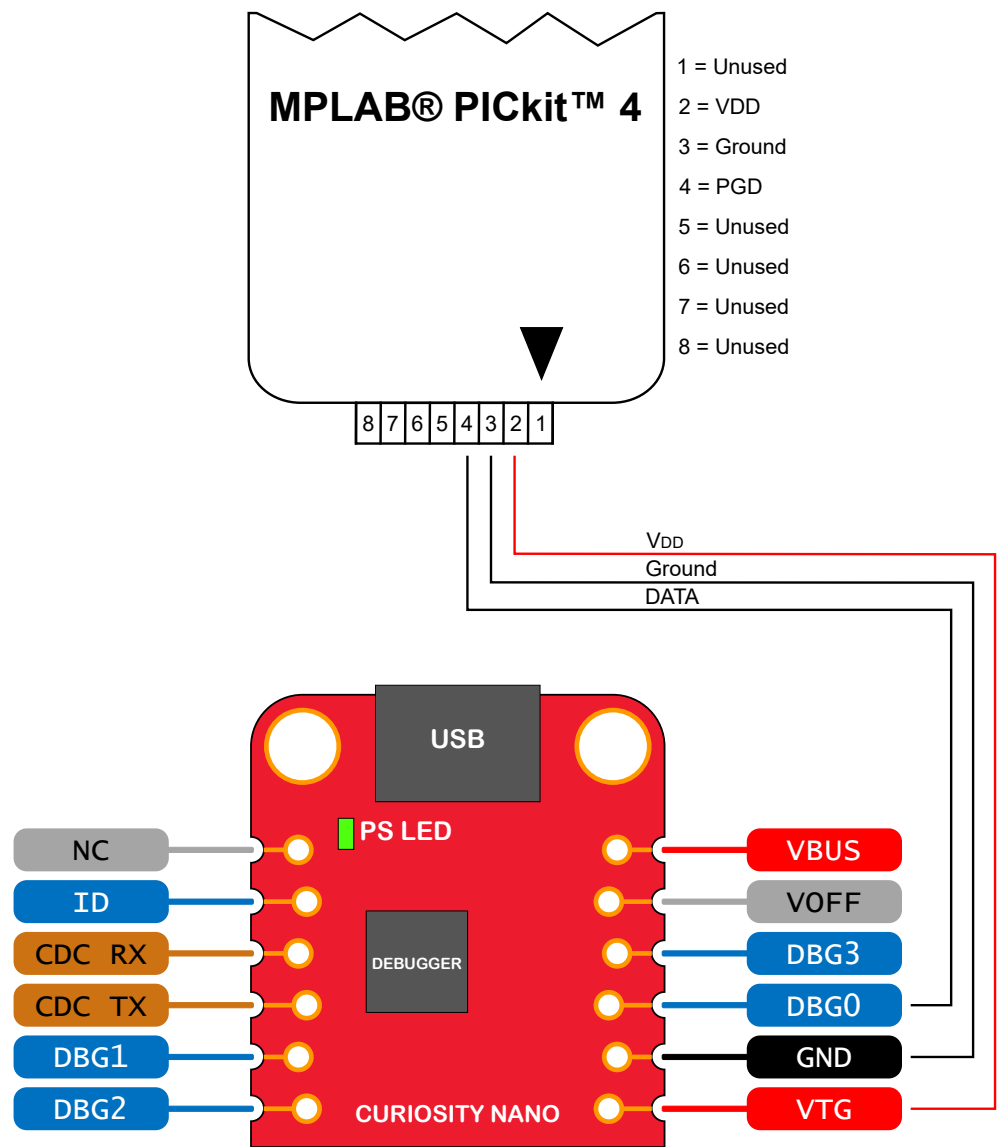 MPLAB® PICkit™ 4
1 = Unused
2 = VDD
3 = Ground
4 = PGD
5 = Unused
6 = Unused
7 = Unused
8 = Unused
8 7 6 5 4 3 2 1
VDD
Ground
DATA
USB
PS LED
DEBUGGER
CURIOSITY NANO
NC
ID
CDC RX
CDC TX
DBG1
DBG2
VBUS
VOFF
DBG3
DBG0
GND
VTG